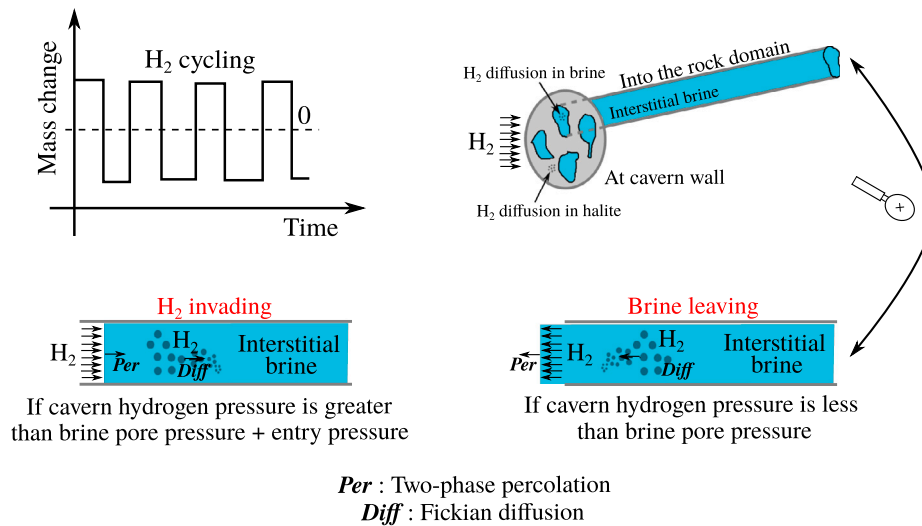 H₂ cycling
Mass change
0
Time
H₂ diffusion in brine
Into the rock domain
Interstitial brine
H₂
At cavern wall
H₂ diffusion in halite
H₂ invading
H₂
Per
H₂
Diff
Interstitial
brine
If cavern hydrogen pressure is greater
than brine pore pressure + entry pressure
Brine leaving
Per
H₂
H₂
Diff
Interstitial
brine
If cavern hydrogen pressure is less
than brine pore pressure
Per : Two-phase percolation
Diff : Fickian diffusion